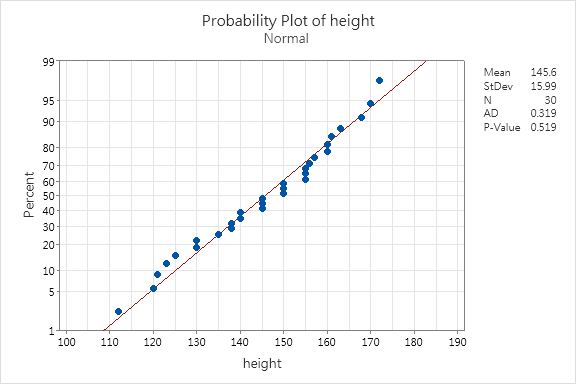 Probability Plot of height
Normal
99
95
90
80
70
60
50
40
30
20
10
5
1
Percent
100 110 120 130 140 150 160 170 180 190
height
Mean 145.6
StDev 15.99
N 30
AD 0.319
P-Value 0.519